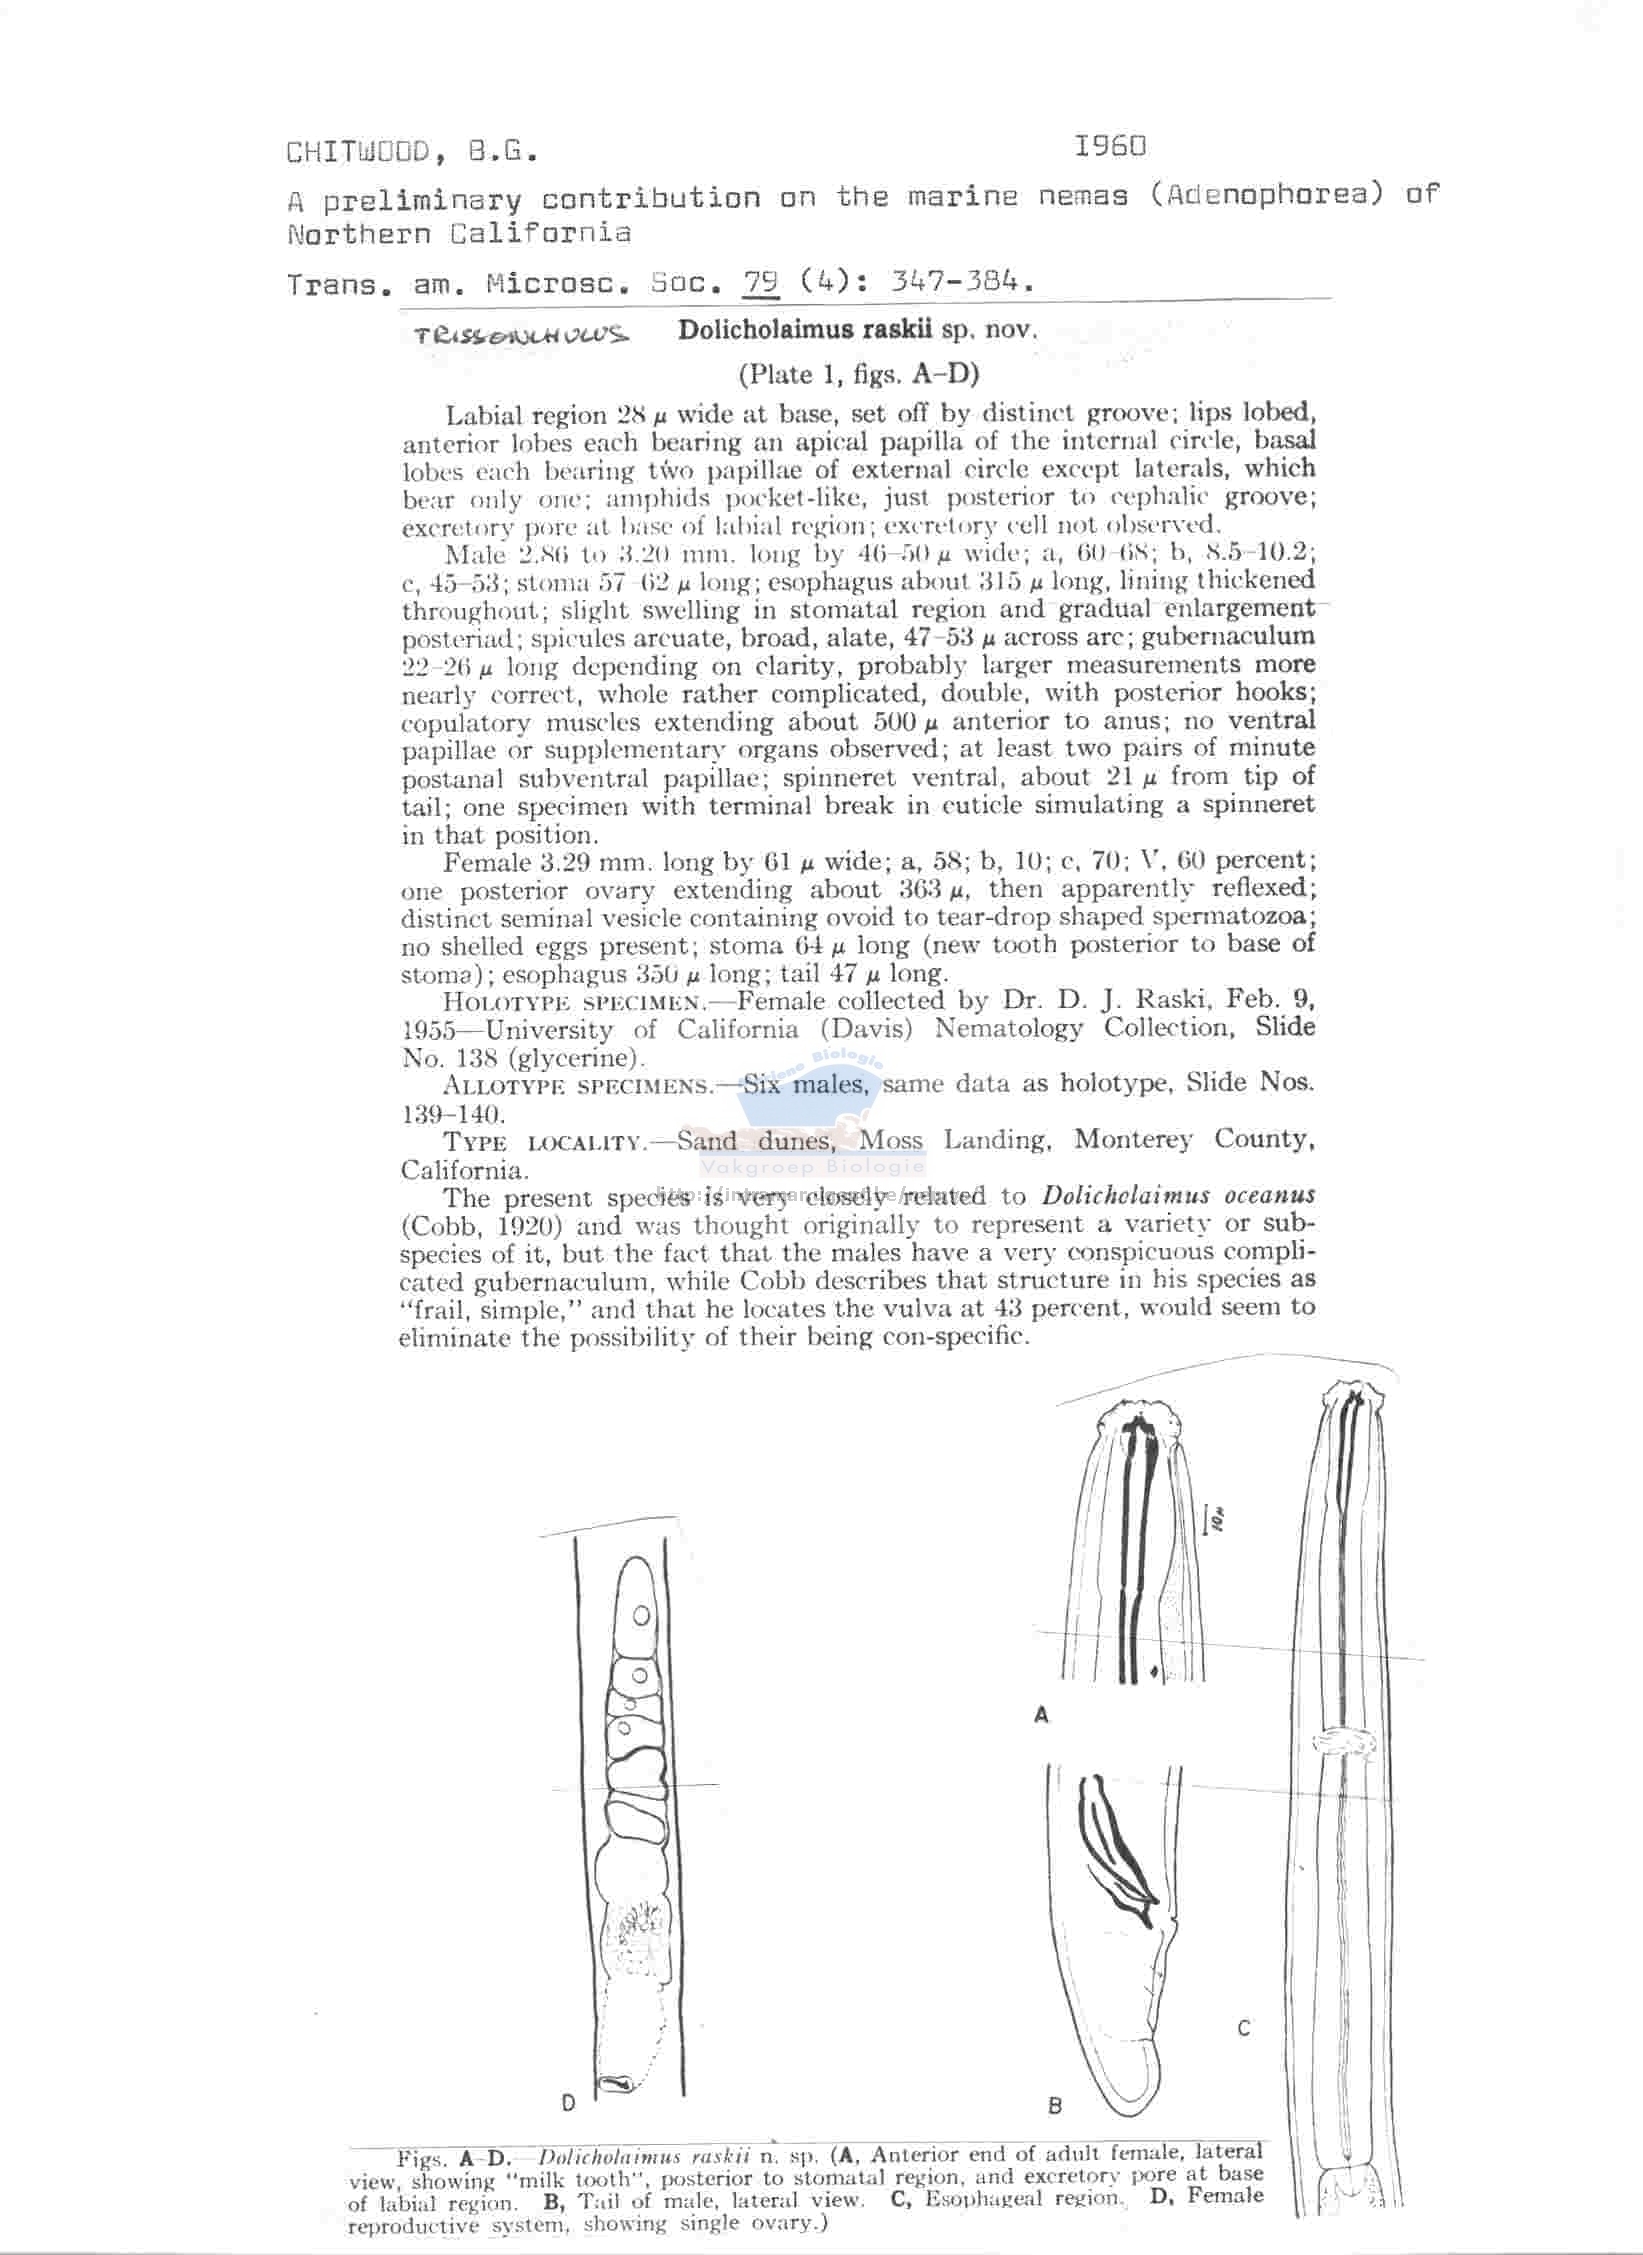 CHITWOOD, B.G. 1960
A preliminary contribution on the marine nemas (Adenophorea) of
Northern California
Trans. am. Microsc. Soc. 79 (4): 347-384.
TRISSONCHULUS Dolicholaimus raskii sp. nov.
(Plate 1, figs. A–D)
Labial region 28 μ wide at base, set off by distinct groove; lips lobed,
anterior lobes each bearing an apical papilla of the internal circle, basal
lobes each bearing two papillae of external circle except laterals, which
bear only one; amphids pocket-like, just posterior to cephalic groove;
excretory pore at base of labial region; excretory cell not observed.
Male 2.86 to 3.20 mm. long by 46–50 μ wide; a, 60–68; b, 8.5–10.2;
c, 45–53; stoma 57–62 μ long; esophagus about 315 μ long, lining thickened
throughout; slight swelling in stomatal region and gradual enlargement
posteriad; spicules arcuate, broad, alate, 47–53 μ across arc; gubernaculum
22–26 μ long depending on clarity, probably larger measurements more
nearly correct, whole rather complicated, double, with posterior hooks;
copulatory muscles extending about 500 μ anterior to anus; no ventral
papillae or supplementary organs observed; at least two pairs of minute
postanal subventral papillae; spinneret ventral, about 21 μ from tip of
tail; one specimen with terminal break in cuticle simulating a spinneret
in that position.
Female 3.29 mm. long by 61 μ wide; a, 58; b, 10; c, 70; V, 60 percent;
one posterior ovary extending about 363 μ, then apparently reflexed;
distinct seminal vesicle containing ovoid to tear-drop shaped spermatozoa;
no shelled eggs present; stoma 64 μ long (new tooth posterior to base of
stoma); esophagus 350 μ long; tail 47 μ long.
HOLOTYPE SPECIMEN.—Female collected by Dr. D. J. Raski, Feb. 9,
1955—University of California (Davis) Nematology Collection, Slide
No. 138 (glycerine).
ALLOTYPE SPECIMENS.—Six males, same data as holotype, Slide Nos.
139–140.
TYPE LOCALITY.—Sand dunes, Moss Landing, Monterey County,
California.
Biologie
Vakgroep Biologie
The present species is very closely related to Dolicholaimus oceanus
(Cobb, 1920) and was thought originally to represent a variety or sub-
species of it, but the fact that the males have a very conspicuous compli-
cated gubernaculum, while Cobb describes that structure in his species as
“frail, simple,” and that he locates the vulva at 43 percent, would seem to
eliminate the possibility of their being con-specific.
10μ
A
B
C
D
Figs. A–D. Dolicholaimus raskii n. sp. (A, Anterior end of adult female, lateral
view, showing “milk tooth”, posterior to stomatal region, and excretory pore at base
of labial region. B, Tail of male, lateral view. C, Esophageal region. D, Female
reproductive system, showing single ovary.)